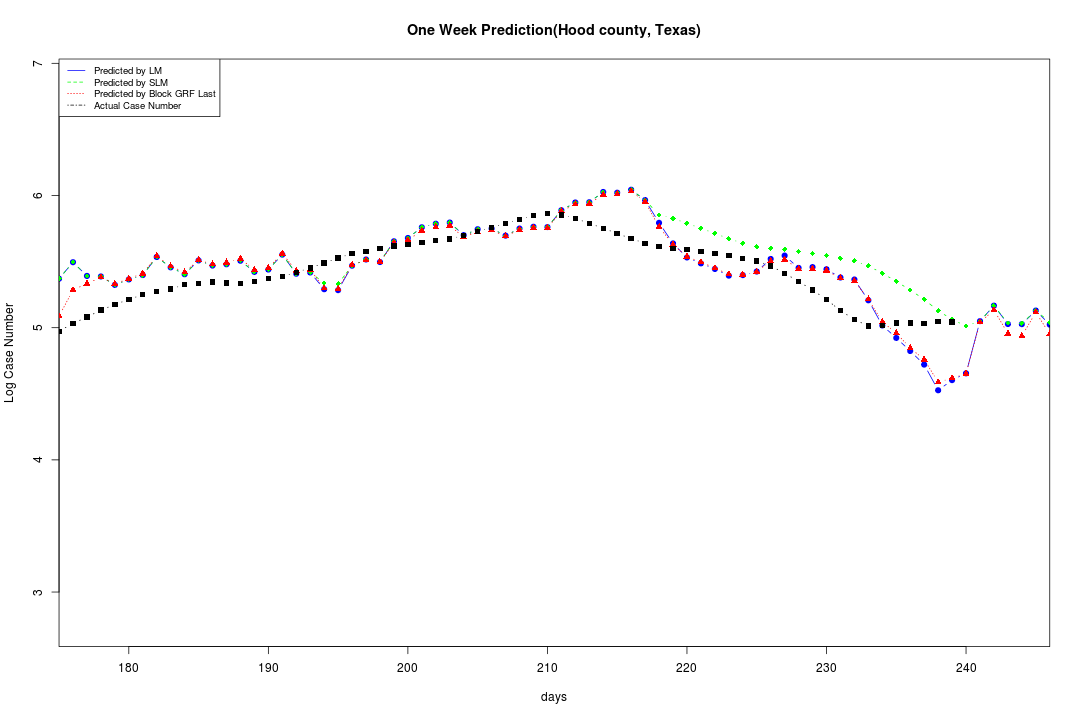 One Week Prediction(Hood county, Texas)
Predicted by LM
Predicted by SLM
Predicted by Block GRF Last
Actual Case Number
7
6
5
4
3
Log Case Number
180 190 200 210 220 230 240
days